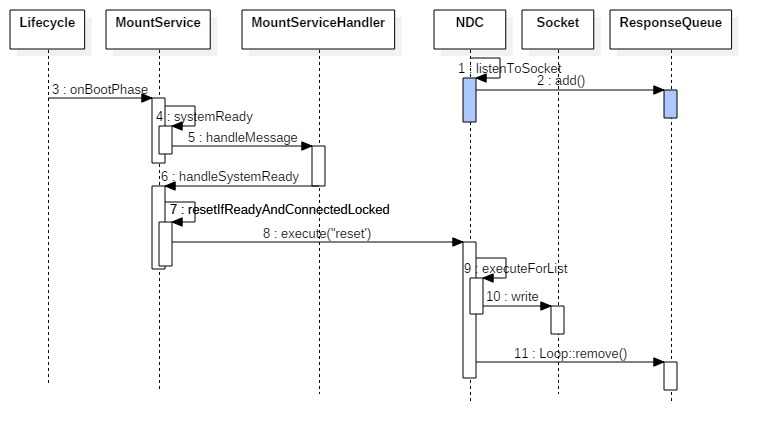 Lifecycle
MountService
MountServiceHandler
NDC
Socket
ResponseQueue
1 : listenToSocket
2 : add()
3 : onBootPhase
4 : systemReady
5 : handleMessage
6 : handleSystemReady
7 : resetIfReadyAndConnectedLocked
8 : execute("reset')
9 : executeForList
10 : write
11 : Loop::remove()